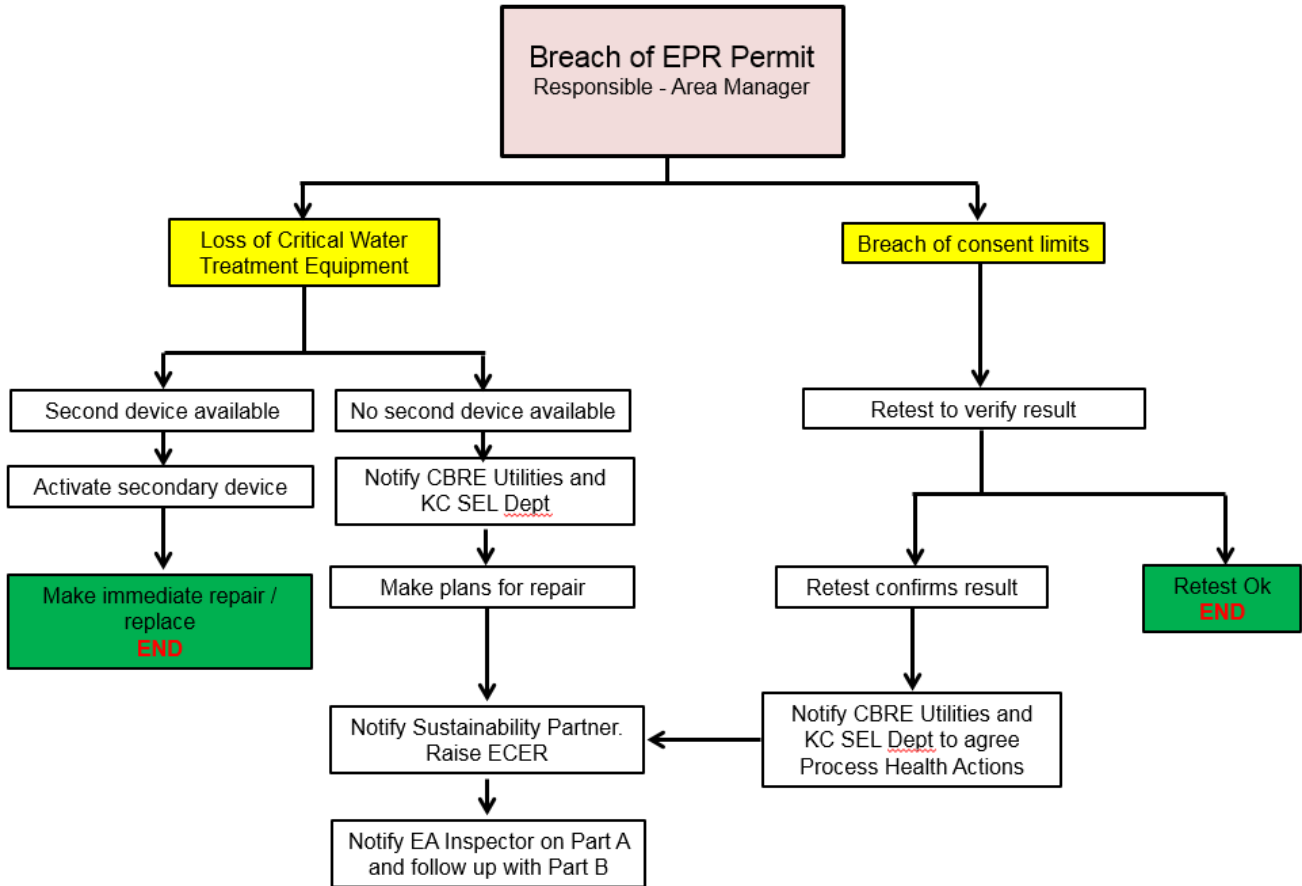 Breach of EPR Permit
Responsible - Area Manager
Loss of Critical Water
Treatment Equipment
Breach of consent limits
Second device available
No second device available
Retest to verify result
Activate secondary device
Notify CBRE Utilities and
KC SEL Dept
Make immediate repair /
replace
END
Make plans for repair
Retest confirms result
Retest Ok
END
Notify Sustainability Partner.
Raise ECER
Notify CBRE Utilities and
KC SEL Dept to agree
Process Health Actions
Notify EA Inspector on Part A
and follow up with Part B